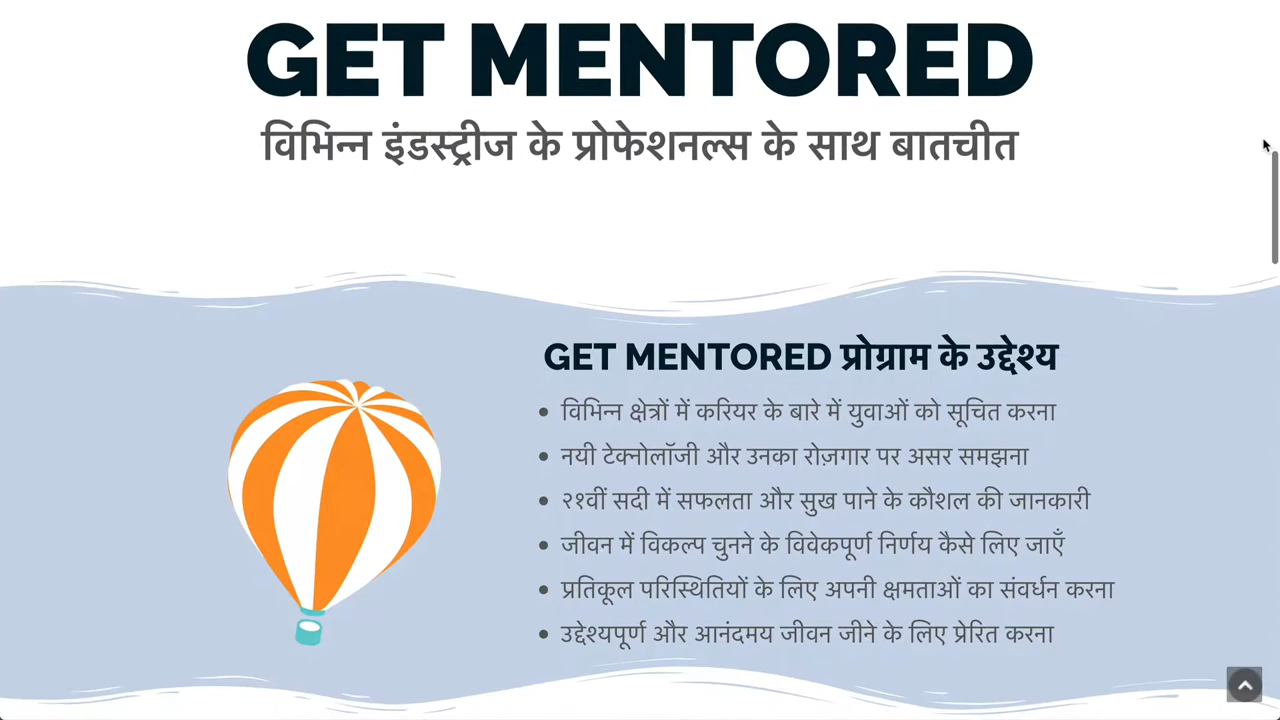 GET MENTORED
विभिन्न इंडस्ट्रीज के प्रोफेशनल्स के साथ बातचीत
GET MENTORED प्रोग्राम के उद्देश्य
• विभिन्न क्षेत्रों में करियर के बारे में युवाओं को सूचित करना
• नयी टेक्नोलॉजी और उनका रोज़गार पर असर समझना
• २१वीं सदी में सफलता और सुख पाने के कौशल की जानकारी
• जीवन में विकल्प चुनने के विवेकपूर्ण निर्णय कैसे लिए जाएँ
• प्रतिकूल परिस्थितियों के लिए अपनी क्षमताओं का संवर्धन करना
• उद्देश्यपूर्ण और आनंदमय जीवन जीने के लिए प्रेरित करना